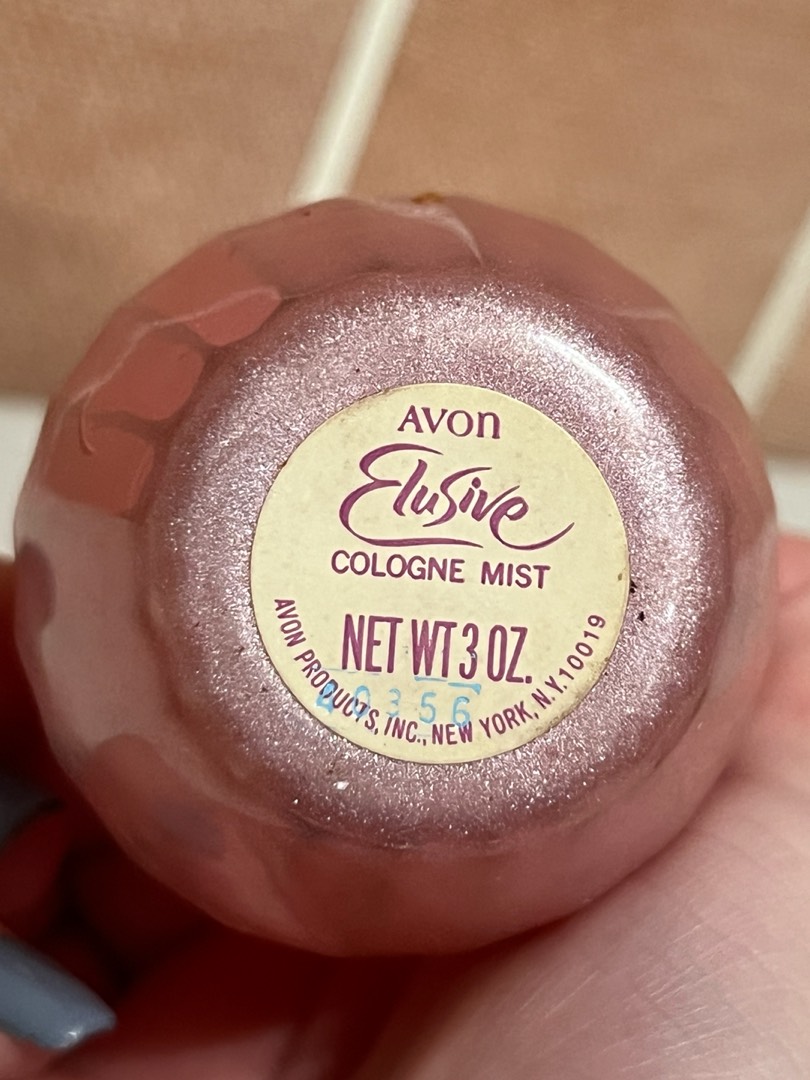 AVON
Elusive
COLOGNE MIST
NET WT 3 OZ.
AVON PRODUCTS, INC., NEW YORK, N.Y. 10019